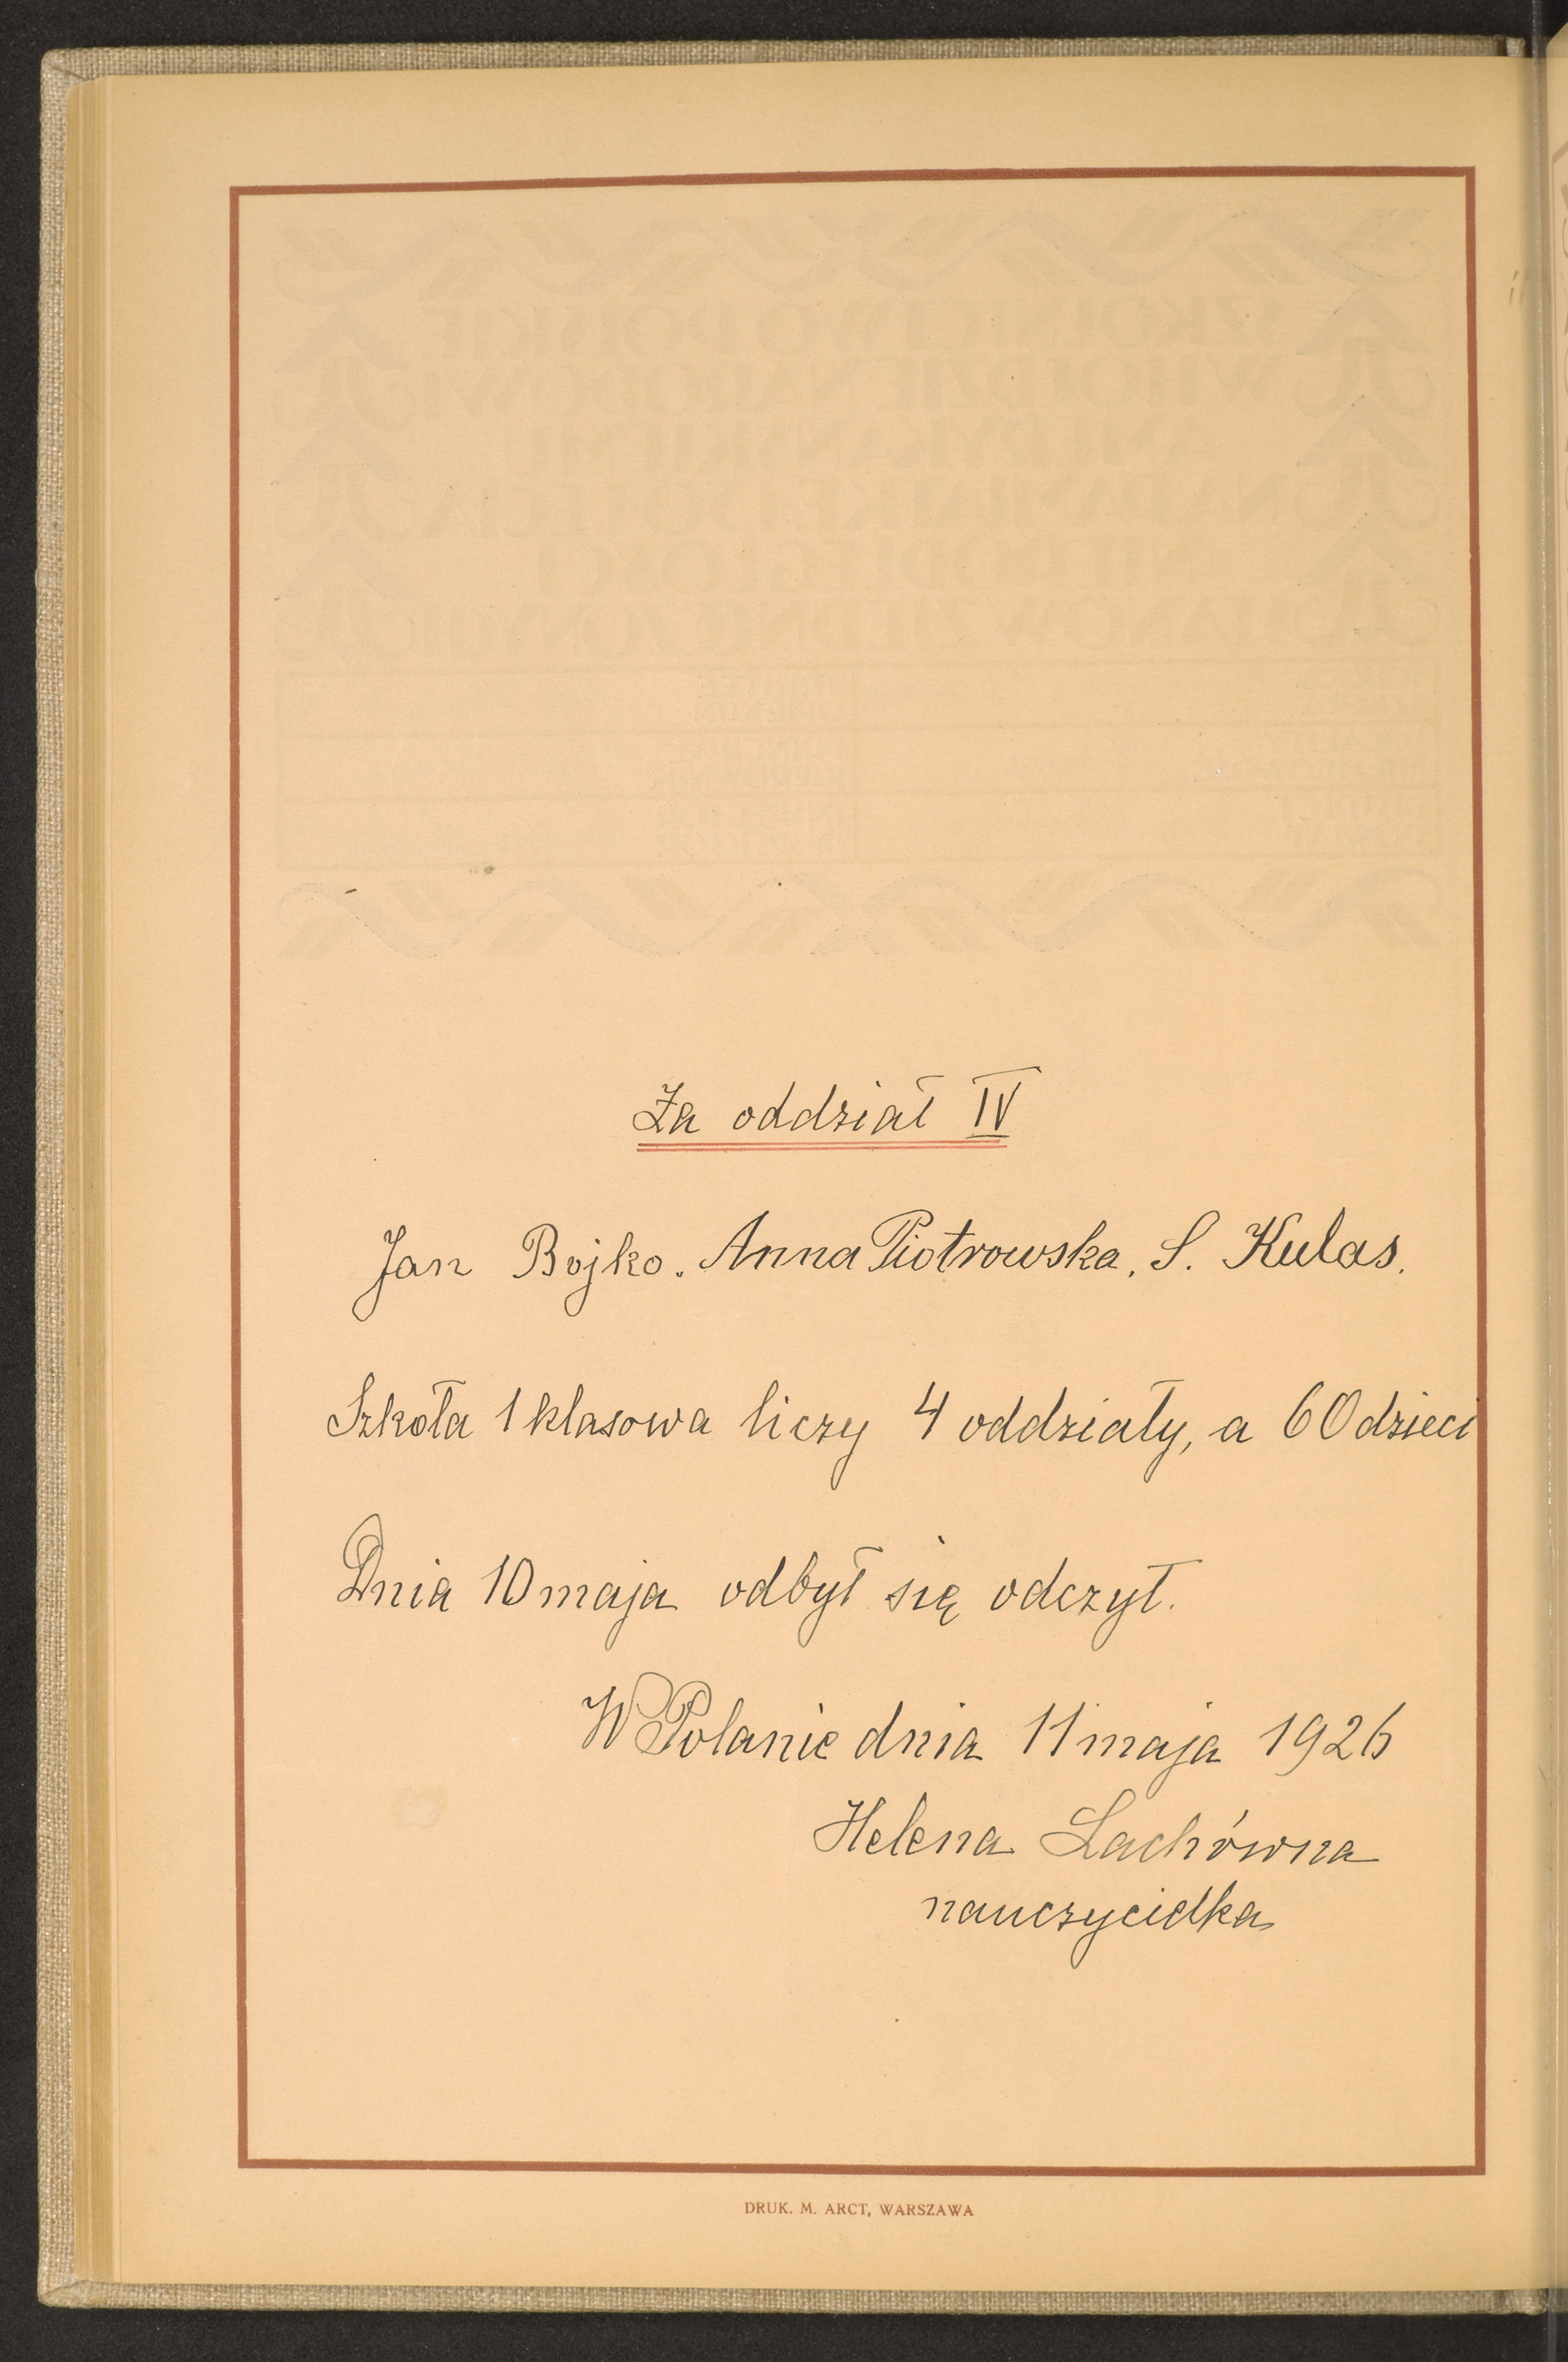 Za oddział IV
Jan Bojko. Anna Piotrowska. S. Kulas.
Szkoła 1 klasowa liczy 4 oddziały, a 60 dzieci
Dnia 10 maja odbył się odczyt.
W Polanie dnia 11 maja 1926
Helena Lachówna
nauczycielka
DRUK. M. ARCT, WARSZAWA